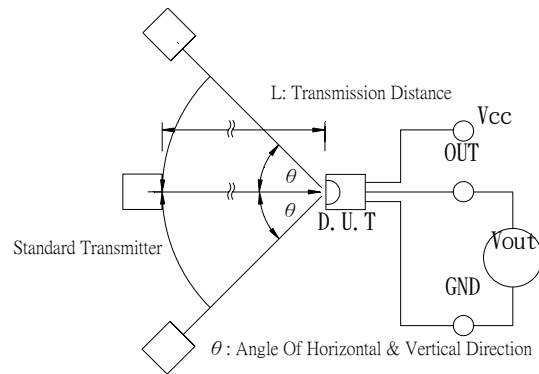 L: Transmission Distance
Vcc
OUT
θ
θ
D.U.T
Standard Transmitter
Vout
GND
θ : Angle Of Horizontal & Vertical Direction